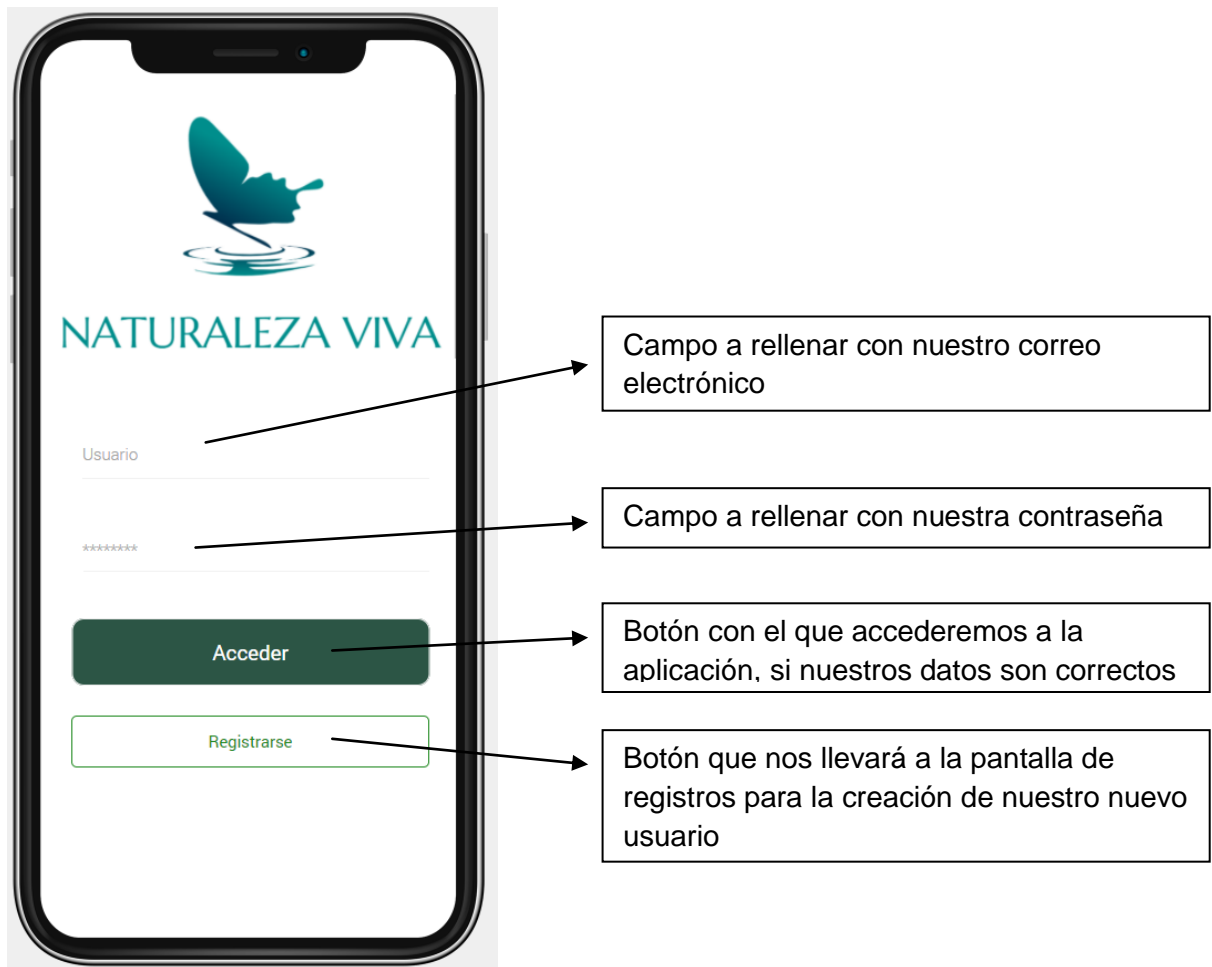 NATURALEZA VIVA
Usuario
********
Acceder
Registrarse
Campo a rellenar con nuestro correo
electrónico
Campo a rellenar con nuestra contraseña
Botón con el que accederemos a la
aplicación, si nuestros datos son correctos
Botón que nos llevará a la pantalla de
registros para la creación de nuestro nuevo
usuario